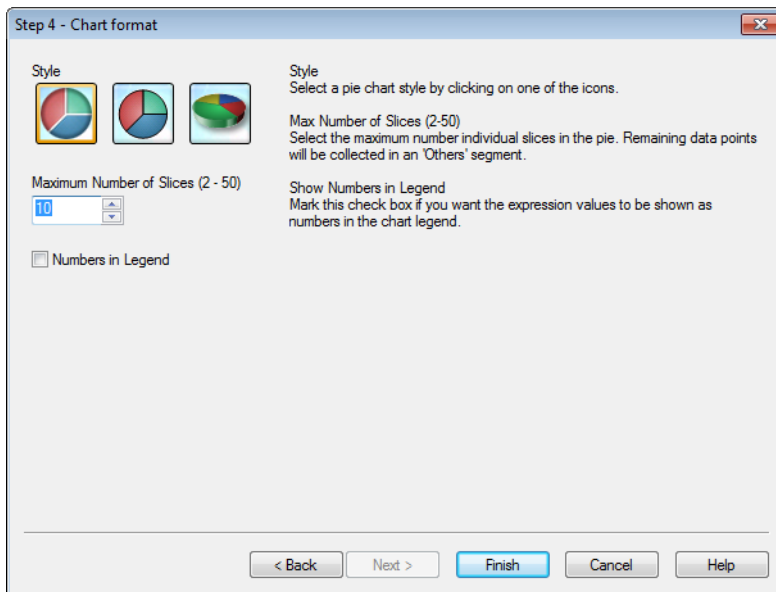 Step 4 - Chart format
Style
Maximum Number of Slices (2 - 50)
10
Numbers in Legend
Style
Select a pie chart style by clicking on one of the icons.
Max Number of Slices (2-50)
Select the maximum number individual slices in the pie. Remaining data points
will be collected in an 'Others' segment.
Show Numbers in Legend
Mark this check box if you want the expression values to be shown as
numbers in the chart legend.
< Back
Next >
Finish
Cancel
Help